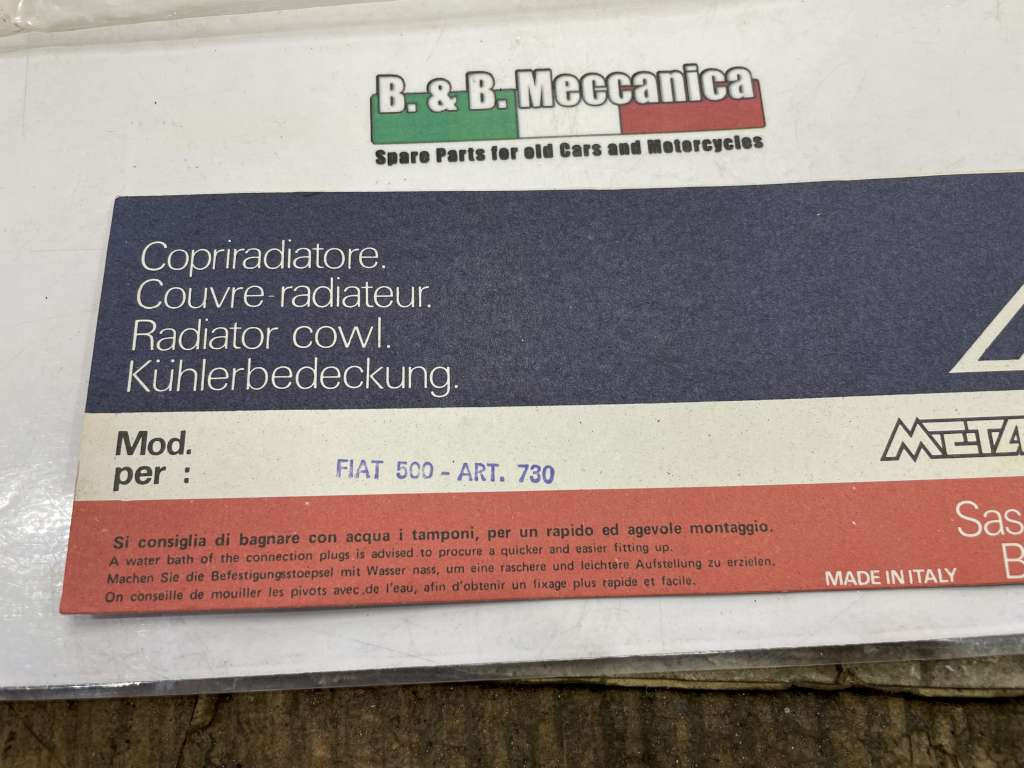 B. & B. Meccanica
Spare Parts for old Cars and Motorcycles
Copriradiatore.
Couvre-radiateur.
Radiator cowl.
Kühlerbedeckung.
Mod.
per :
FIAT 500 - ART. 730
Si consiglia di bagnare con acqua i tamponi, per un rapido ed agevole montaggio.
A water bath of the connection plugs is advised to procure a quicker and easier fitting up.
Machen Sie die Befestigungsstoepsel mit Wasser nass, um eine raschere und leichtere Aufstellung zu erzielen.
On conseille de mouiller les pivots avec de l'eau, afin d'obtenir un fixage plus rapide et facile.
MADE IN ITALY